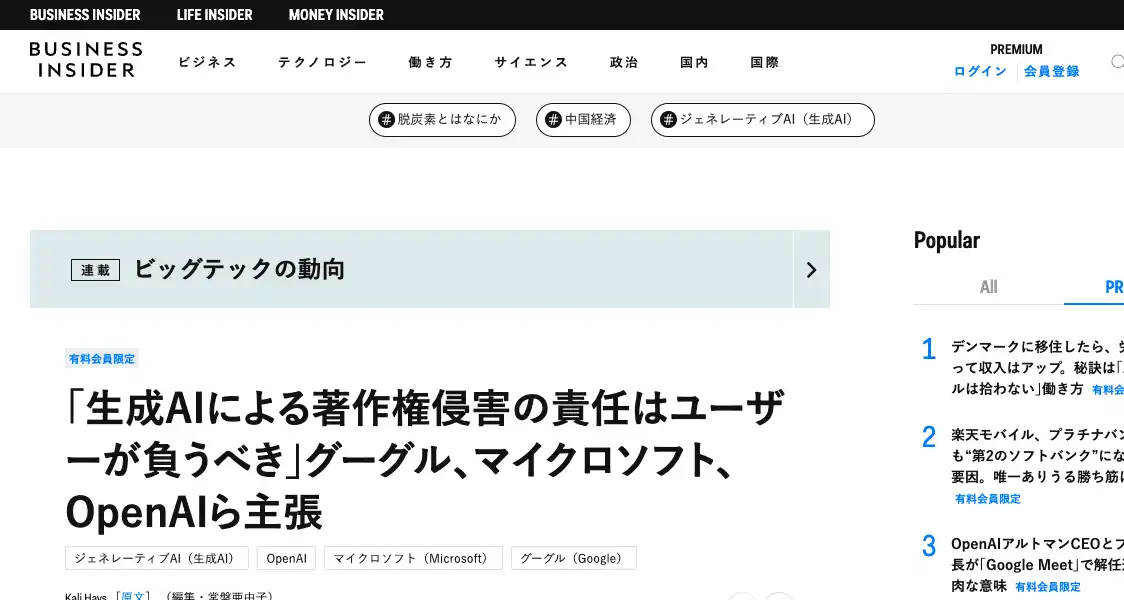 BUSINESS INSIDER LIFE INSIDER MONEY INSIDER
BUSINESS
INSIDER
ビジネス テクノロジー 働き方 サイエンス 政治 国内 国際
PREMIUM
ログイン 会員登録
#脱炭素とはなにか #中国経済 #ジェネレーティブAI（生成AI）
連載 ビッグテックの動向
有料会員限定
「生成AIによる著作権侵害の責任はユーザ
ーが負うべき」グーグル、マイクロソフト、
OpenAIら主張
ジェネレーティブAI（生成AI） OpenAI マイクロソフト（Microsoft） グーグル（Google）
Kali Hays ［原文］ （編集・常盤亜由子）
Popular
All PR
1 デンマークに移住したら、
って収入はアップ。秘訣は「
ルは拾わない」働き方 有料会
2 楽天モバイル、プラチナバン
も“第2のソフトバンク”にな
要因。唯一ありうる勝ち筋
有料会員限定
3 OpenAIアルトマンCEOと
長が「Google Meet」で解任
肉な意味 有料会員限定